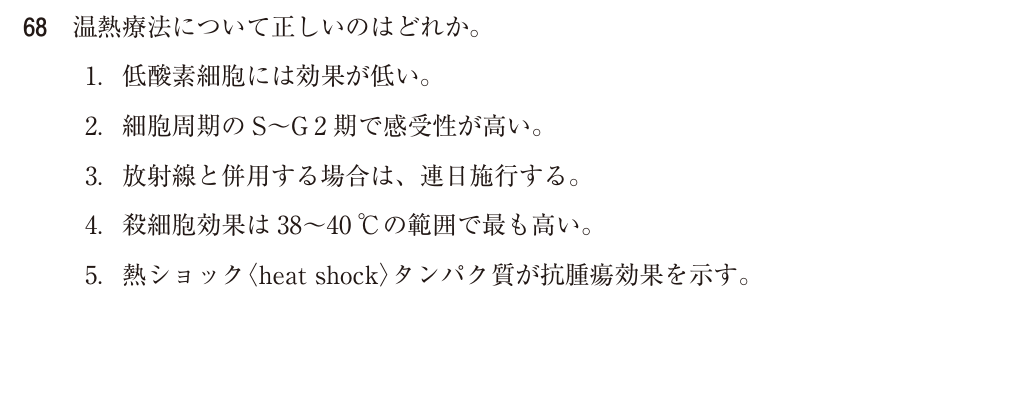 68 温熱療法について正しいのはどれか。
1. 低酸素細胞には効果が低い。
2. 細胞周期の S〜G 2 期で感受性が高い。
3. 放射線と併用する場合は、連日施行する。
4. 殺細胞効果は 38〜40 ℃の範囲で最も高い。
5. 熱ショック〈heat shock〉タンパク質が抗腫瘍効果を示す。